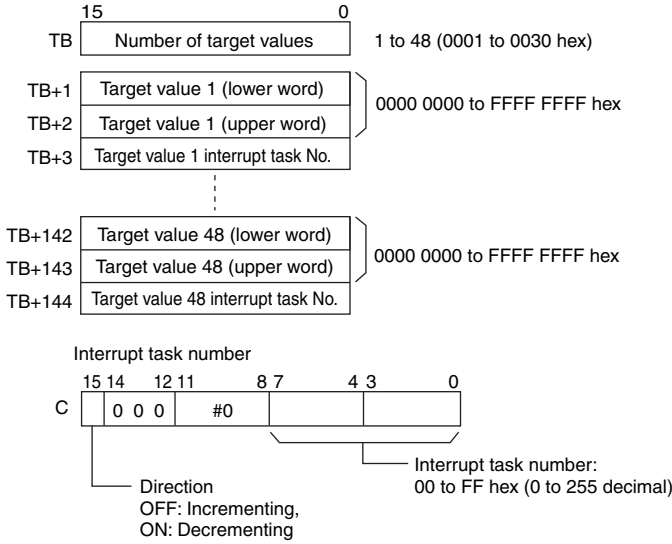 15 0
TB Number of target values 1 to 48 (0001 to 0030 hex)
TB+1 Target value 1 (lower word)
0000 0000 to FFFF FFFF hex
TB+2 Target value 1 (upper word)
TB+3 Target value 1 interrupt task No.
TB+142 Target value 48 (lower word)
0000 0000 to FFFF FFFF hex
TB+143 Target value 48 (upper word)
TB+144 Target value 48 interrupt task No.
Interrupt task number
15 14 12 11 8 7 4 3 0
C 0 0 0 #0
Interrupt task number:
00 to FF hex (0 to 255 decimal)
Direction
OFF: Incrementing,
ON: Decrementing